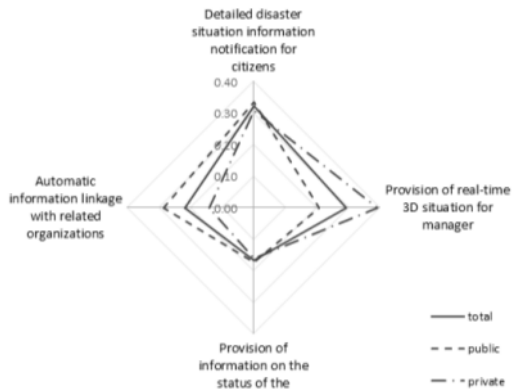 Detailed disaster
situation information
notification for
citizens
0.40
0.30
0.20
0.10
0.00
Automatic
information linkage
with related
organizations
Provision of real-time
3D situation for
manager
Provision of
information on the
status of the
total
public
private